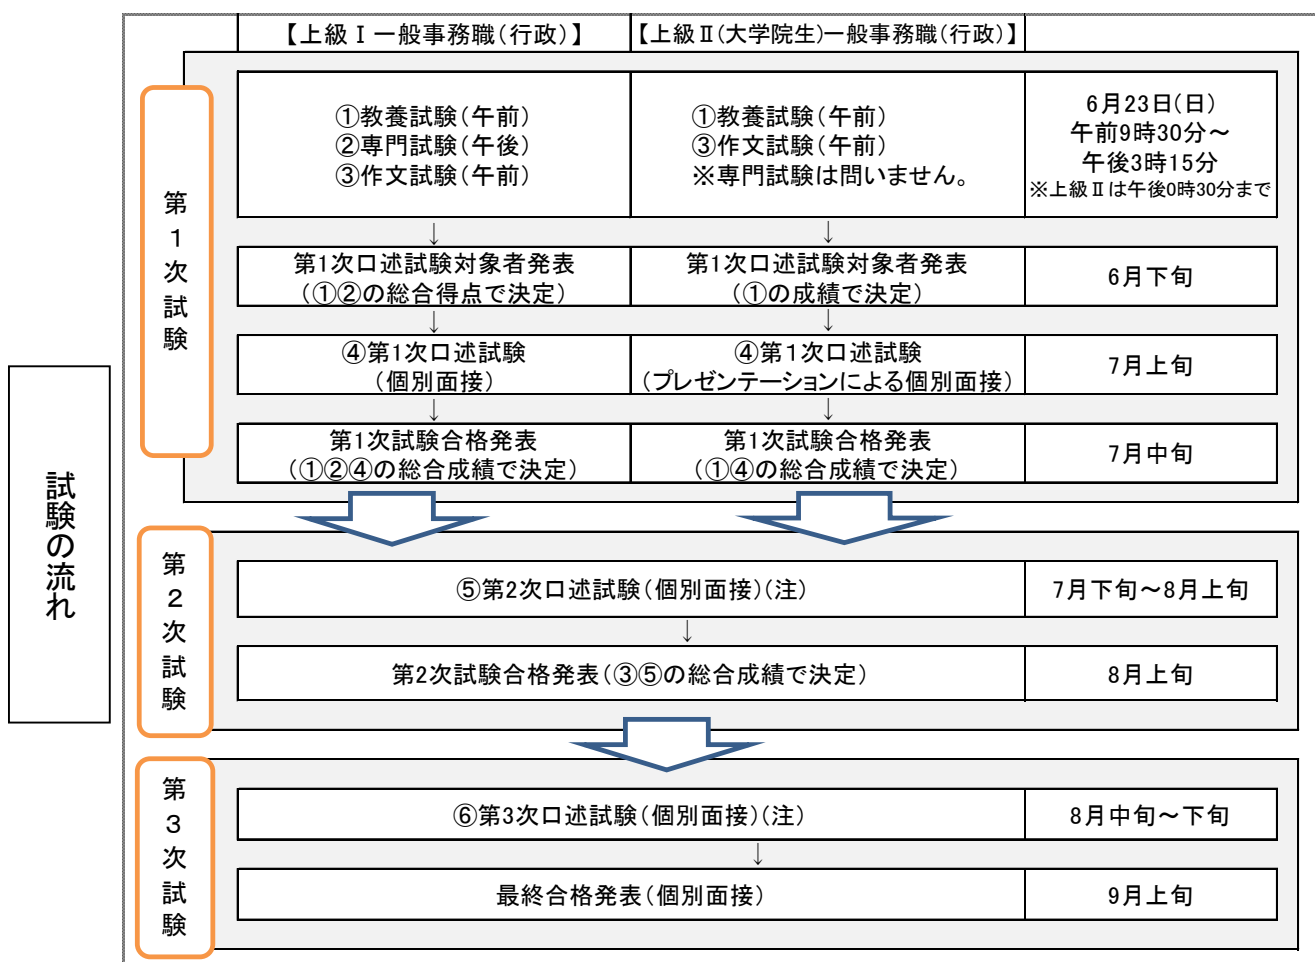 試験の流れ
【上級Ⅰ一般事務職(行政)】
【上級Ⅱ(大学院生)一般事務職(行政)】
第1次試験
①教養試験(午前)
②専門試験(午後)
③作文試験(午前)
①教養試験(午前)
③作文試験(午前)
※専門試験は問いません。
6月23日(日)
午前9時30分～
午後3時15分
※上級Ⅱは午後0時30分まで
↓
↓
第1次口述試験対象者発表
(①②の総合得点で決定)
第1次口述試験対象者発表
(①の成績で決定)
6月下旬
↓
↓
④第1次口述試験
(個別面接)
④第1次口述試験
(プレゼンテーションによる個別面接)
7月上旬
↓
↓
第1次試験合格発表
(①②④の総合成績で決定)
第1次試験合格発表
(①④の総合成績で決定)
7月中旬
第2次試験
⑤第2次口述試験(個別面接)(注)
7月下旬～8月上旬
↓
第2次試験合格発表(③⑤の総合成績で決定)
8月上旬
第3次試験
⑥第3次口述試験(個別面接)(注)
8月中旬～下旬
↓
最終合格発表(個別面接)
9月上旬